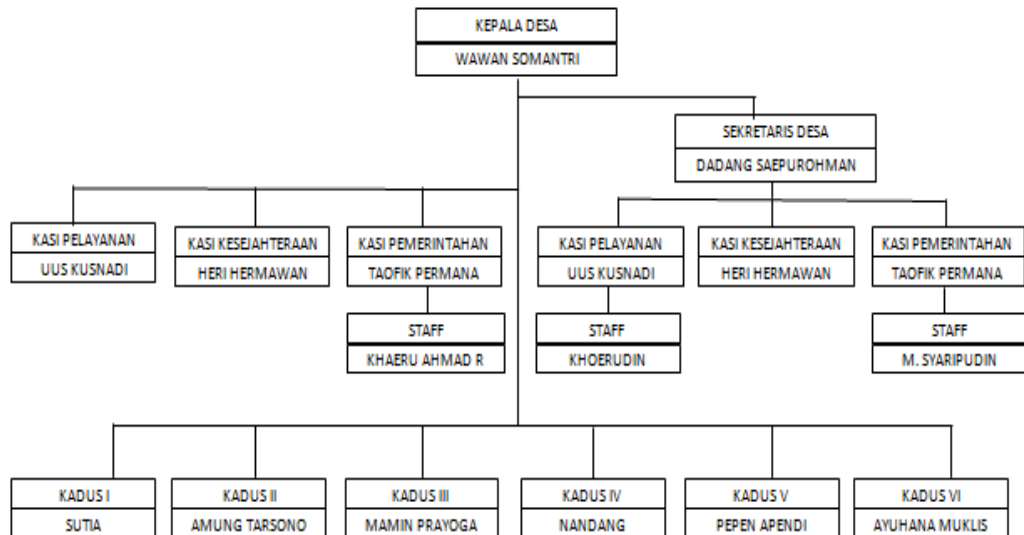 KEPALA DESA
WAWAN SOMANTRI
SEKRETARIS DESA
DADANG SAEPUROHMAN
KASI PELAYANAN
UUS KUSNADI
KASI KESEJAHTERAAN
HERI HERMAWAN
KASI PEMERINTAHAN
TAOFIK PERMANA
KASI PELAYANAN
UUS KUSNADI
KASI KESEJAHTERAAN
HERI HERMAWAN
KASI PEMERINTAHAN
TAOFIK PERMANA
STAFF
KHAERU AHMAD R
STAFF
KHOERUDIN
STAFF
M. SYARIPUDIN
KADUS I
SUTIA
KADUS II
AMUNG TARSONO
KADUS III
MAMIN PRAYOGA
KADUS IV
NANDANG
KADUS V
PEPEN APENDI
KADUS VI
AYUHANA MUKLIS